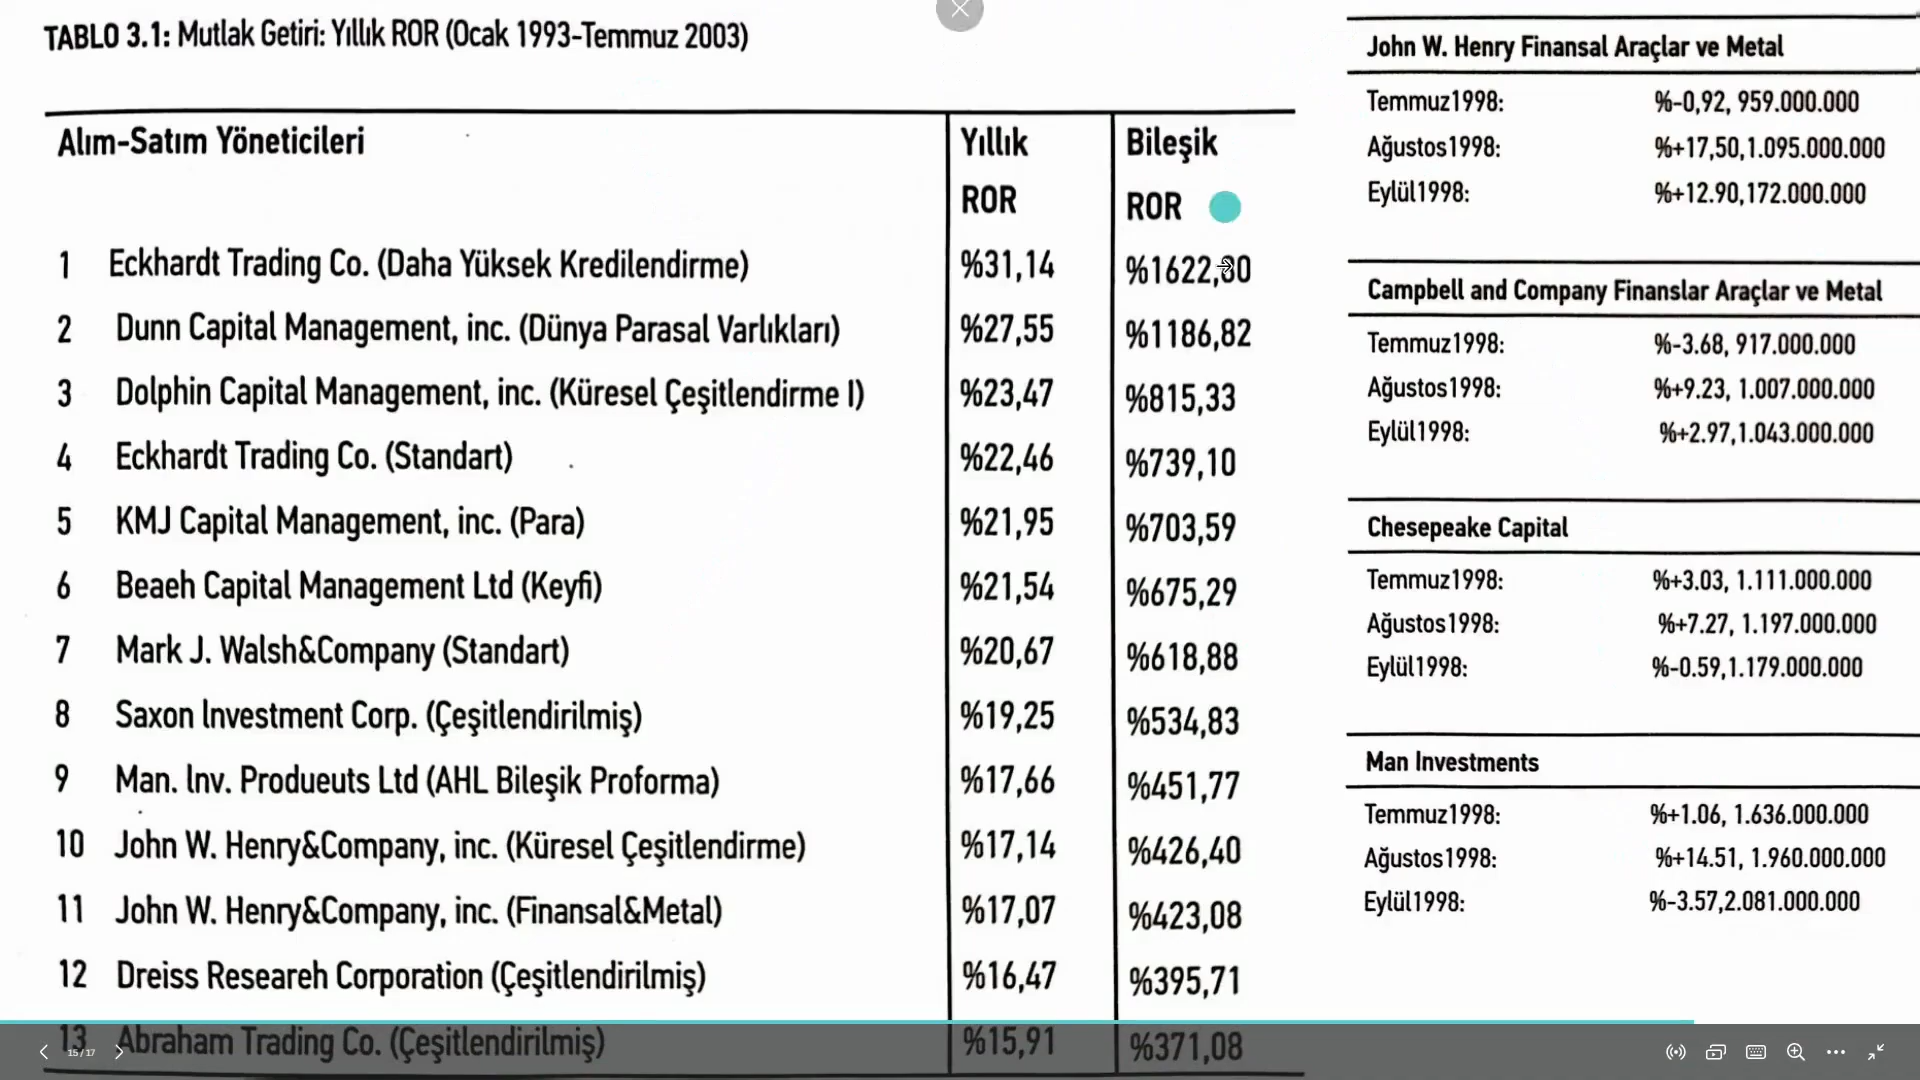 TABLO 3.1: Mutlak Getiri: Yıllık ROR (Ocak 1993-Temmuz 2003)
Alım-Satım Yöneticileri Yıllık ROR Bileşik ROR
1 Eckhardt Trading Co. (Daha Yüksek Kredilendirme) %31,14 %1622,80
2 Dunn Capital Management, inc. (Dünya Parasal Varlıkları) %27,55 %1186,82
3 Dolphin Capital Management, inc. (Küresel Çeşitlendirme I) %23,47 %815,33
4 Eckhardt Trading Co. (Standart) %22,46 %739,10
5 KMJ Capital Management, inc. (Para) %21,95 %703,59
6 Beaeh Capital Management Ltd (Keyfi) %21,54 %675,29
7 Mark J. Walsh&Company (Standart) %20,67 %618,88
8 Saxon Investment Corp. (Çeşitlendirilmiş) %19,25 %534,83
9 Man. lnv. Produeuts Ltd (AHL Bileşik Proforma) %17,66 %451,77
10 John W. Henry&Company, inc. (Küresel Çeşitlendirme) %17,14 %426,40
11 John W. Henry&Company, inc. (Finansal&Metal) %17,07 %423,08
12 Dreiss Researeh Corporation (Çeşitlendirilmiş) %16,47 %395,71
13 Abraham Trading Co. (Çeşitlendirilmiş) %15,91 %371,08
John W. Henry Finansal Araçlar ve Metal
Temmuz1998: %-0,92, 959.000.000
Ağustos1998: %+17,50,1.095.000.000
Eylül1998: %+12.90,172.000.000
Campbell and Company Finanslar Araçlar ve Metal
Temmuz1998: %-3.68, 917.000.000
Ağustos1998: %+9.23, 1.007.000.000
Eylül1998: %+2.97,1.043.000.000
Chesepeake Capital
Temmuz1998: %+3.03, 1.111.000.000
Ağustos1998: %+7.27, 1.197.000.000
Eylül1998: %-0.59,1.179.000.000
Man Investments
Temmuz1998: %+1.06, 1.636.000.000
Ağustos1998: %+14.51, 1.960.000.000
Eylül1998: %-3.57,2.081.000.000
15 / 17